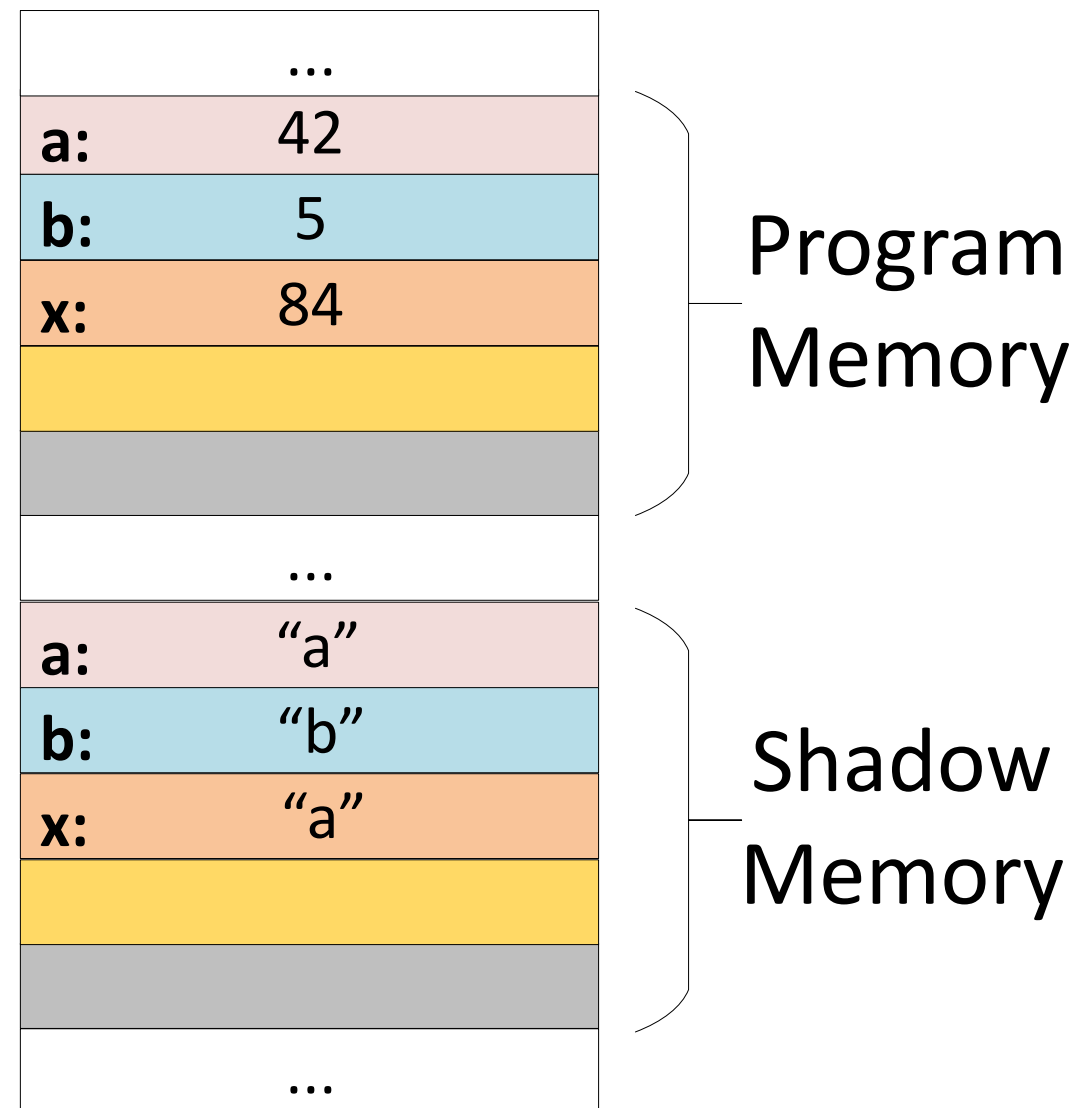 ...
a: 42
b: 5
x: 84
Program
Memory
...
a: “a”
b: “b”
x: “a”
Shadow
Memory
...